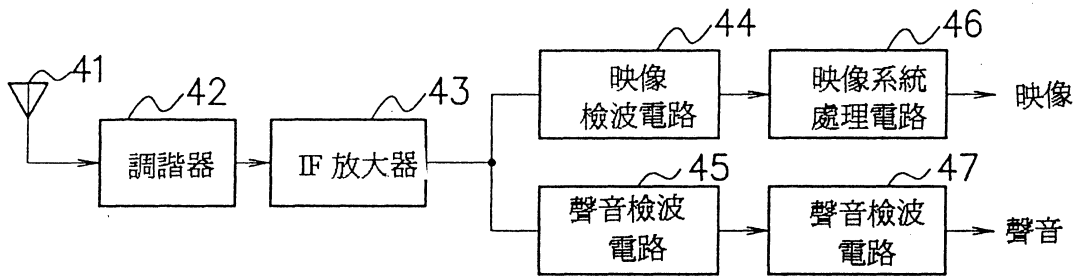 41
42
調諧器
43
IF 放大器
44
映像
檢波電路
46
映像系統
處理電路
映像
45
聲音檢波
電路
47
聲音檢波
電路
聲音